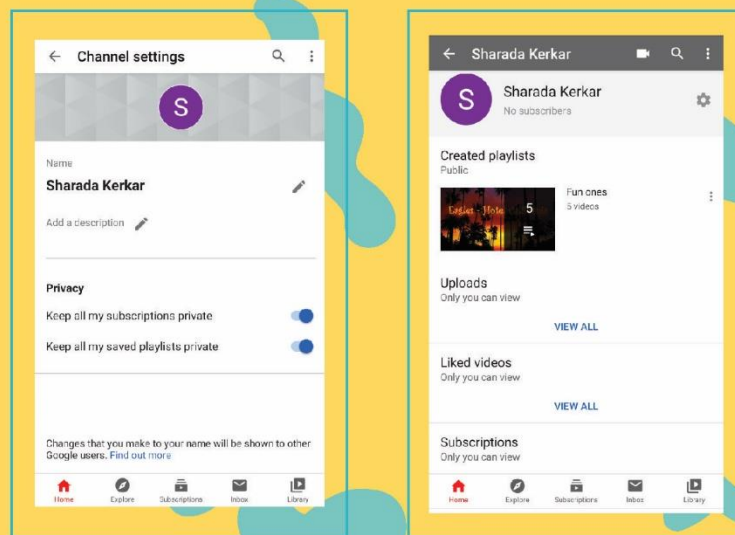 Channel settings
S
Name
Sharada Kerkar
Add a description
Privacy
Keep all my subscriptions private
Keep all my saved playlists private
Changes that you make to your name will be shown to other
Google users. Find out more
Home Explore Subscriptions Inbox Library
Sharada Kerkar
S
Sharada Kerkar
No subscribers
Created playlists
Public
Eagles - Hotel
5
Fun ones
5 videos
Uploads
Only you can view
VIEW ALL
Liked videos
Only you can view
VIEW ALL
Subscriptions
Only you can view
Home Explore Subscriptions Inbox Library